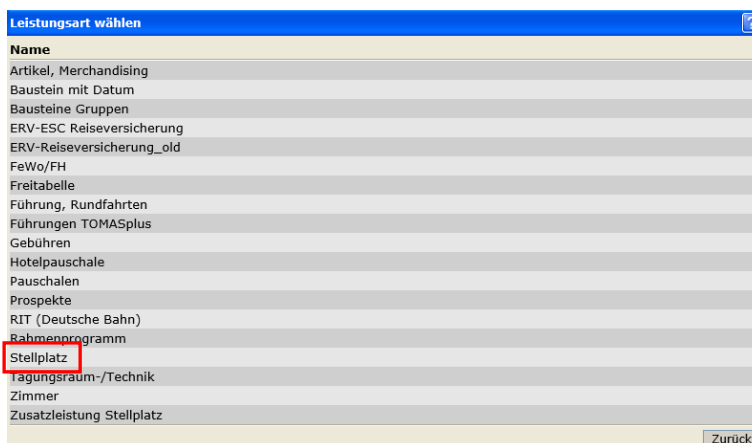 Leistungsart wählen
?
Name
Artikel, Merchandising
Baustein mit Datum
Bausteine Gruppen
ERV-ESC Reiseversicherung
ERV-Reiseversicherung_old
FeWo/FH
Freitabelle
Führung, Rundfahrten
Führungen TOMASplus
Gebühren
Hotelpauschale
Pauschalen
Prospekte
RIT (Deutsche Bahn)
Rahmenprogramm
Stellplatz
Tagungsraum-/Technik
Zimmer
Zusatzleistung Stellplatz
Zurück